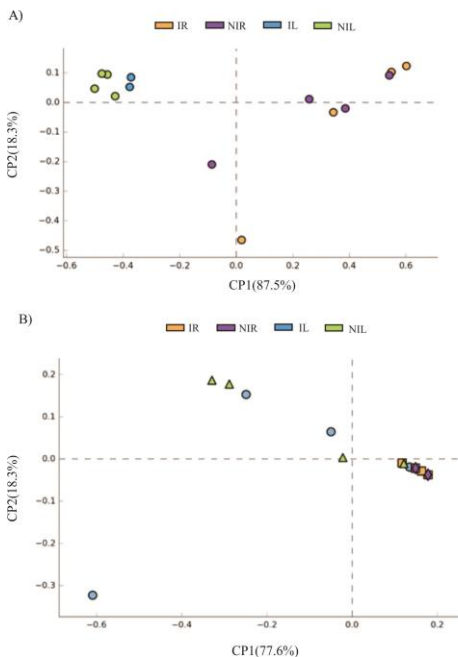 A)
IR NIR IL NIL
0.1
0.0
−0.1
−0.2
−0.3
−0.4
−0.5
CP2(18.3%)
−0.6 −0.4 −0.2 0.0 0.2 0.4 0.6
CP1(87.5%)
B)
IR NIR IL NIL
0.2
0.1
0.0
−0.1
−0.2
−0.3
CP2(18.3%)
−0.6 −0.4 −0.2 0.0 0.2
CP1(77.6%)